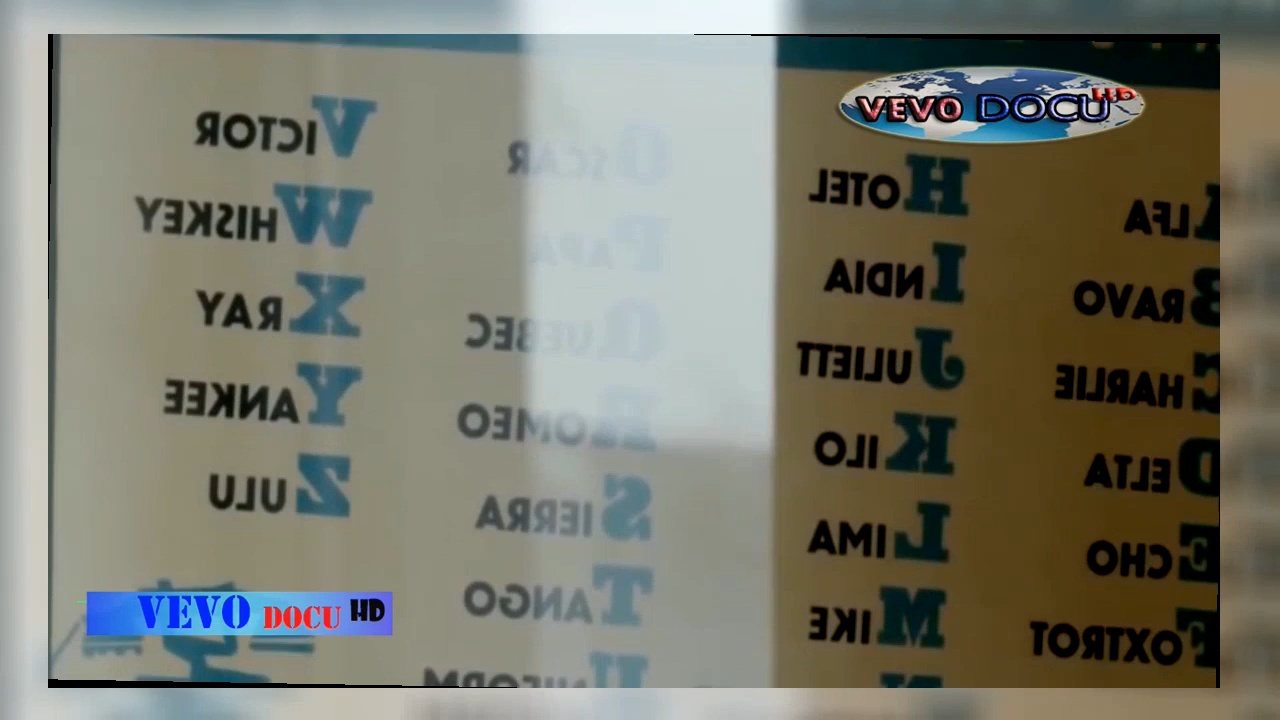 VEVO DOCU HD
ALFA
BRAVO
CHARLIE
DELTA
ECHO
FOXTROT
HOTEL
INDIA
JULIETT
KILO
LIMA
MIKE
N
OSCAR
PAPA
QUEBEC
ROMEO
SIERRA
TANGO
UNIFORM
VICTOR
WHISKEY
XRAY
YANKEE
ZULU
VEVO DOCU HD